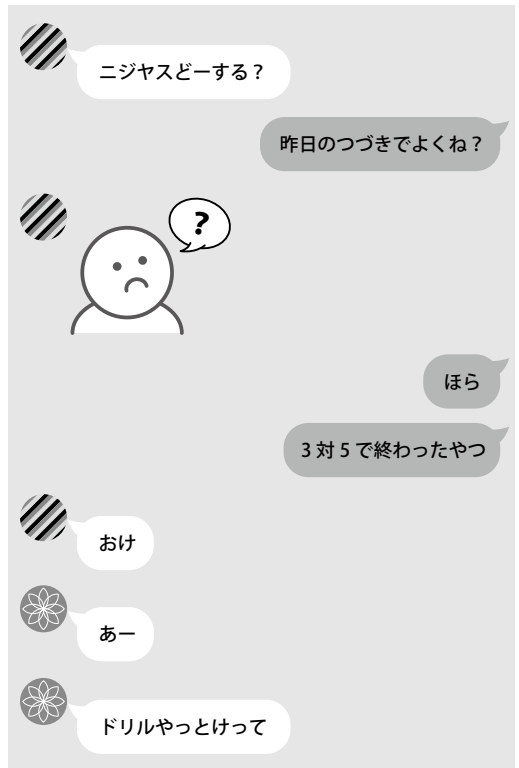 ニジヤスどーする？
昨日のつづきでよくね？
?
ほら
3対5で終わったやつ
おけ
あー
ドリルやっとけって